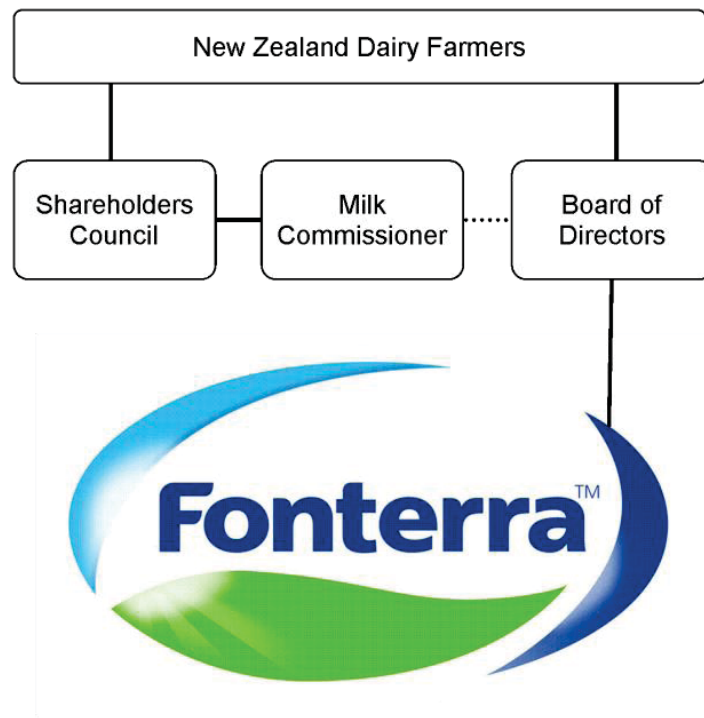 New Zealand Dairy Farmers
Shareholders
Council
Milk
Commissioner
Board of
Directors
Fonterra™